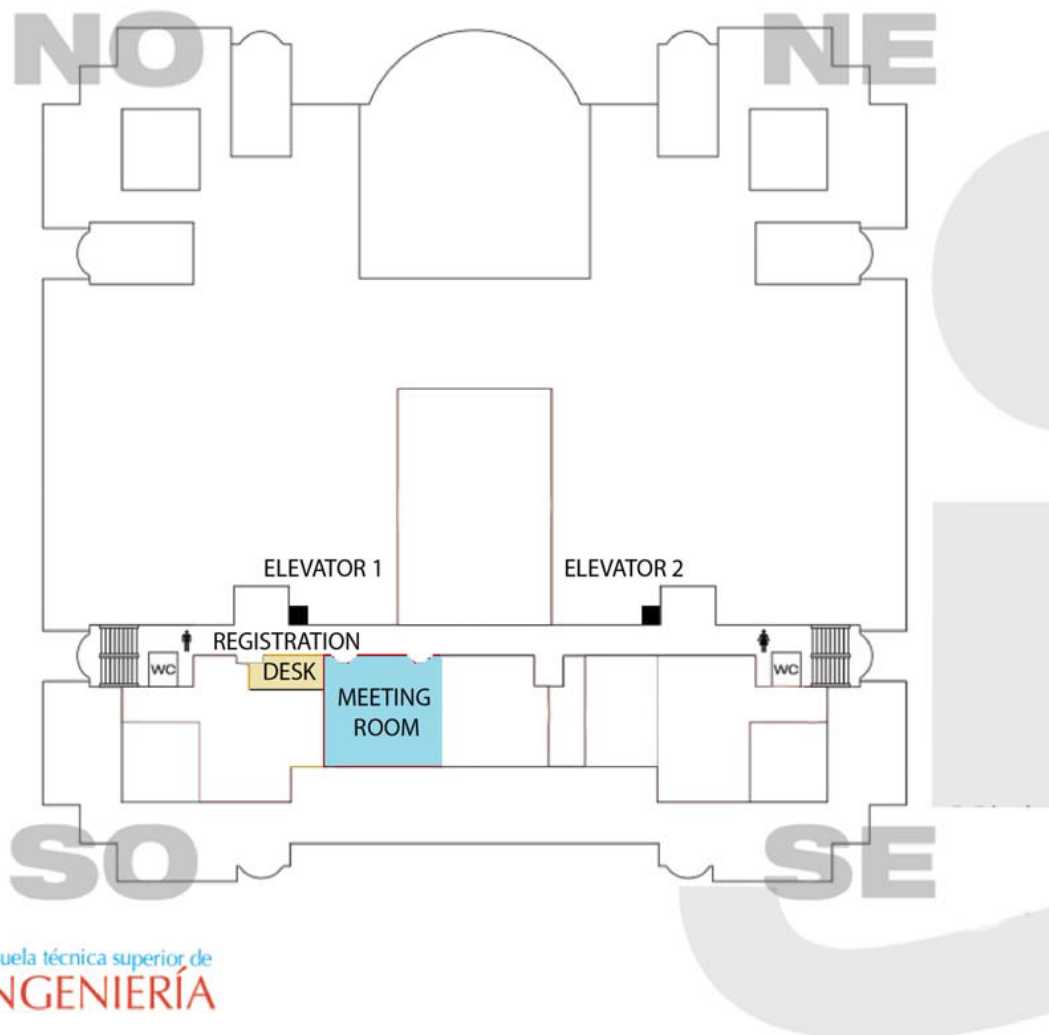 NO
NE
ELEVATOR 1
ELEVATOR 2
REGISTRATION
DESK
WC
WC
MEETING
ROOM
SO
SE
uela técnica superior de
NGENIERÍA